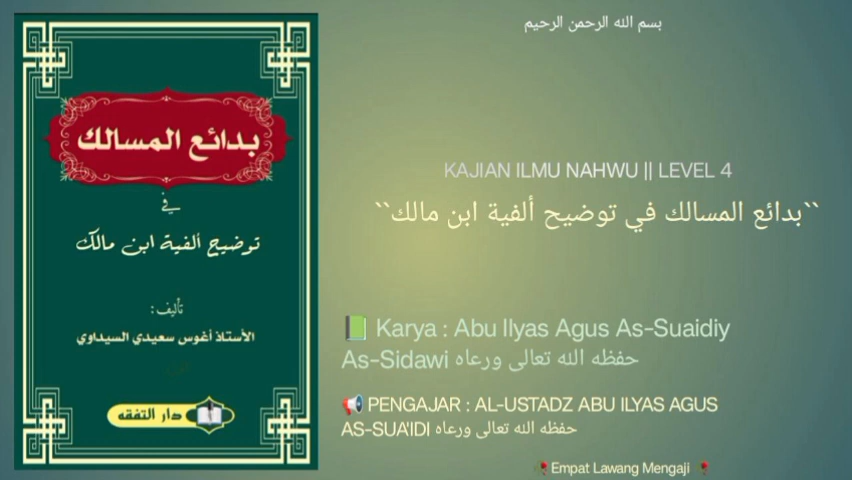 بدائع المسالك
في
توضيح ألفية ابن مالك
تأليف:
الأستاذ أغوس سعيدي السيداوي
دار التفقه
بسم الله الرحمن الرحيم
KAJIAN ILMU NAHWU || LEVEL 4
``بدائع المسالك في توضيح ألفية ابن مالك``
📗 Karya : Abu Ilyas Agus As-Suaidiy
As-Sidawi حفظه الله تعالى ورعاه
📢 PENGAJAR : AL-USTADZ ABU ILYAS AGUS
AS-SUA'IDI حفظه الله تعالى ورعاه
🌹Empat Lawang Mengaji 🌹